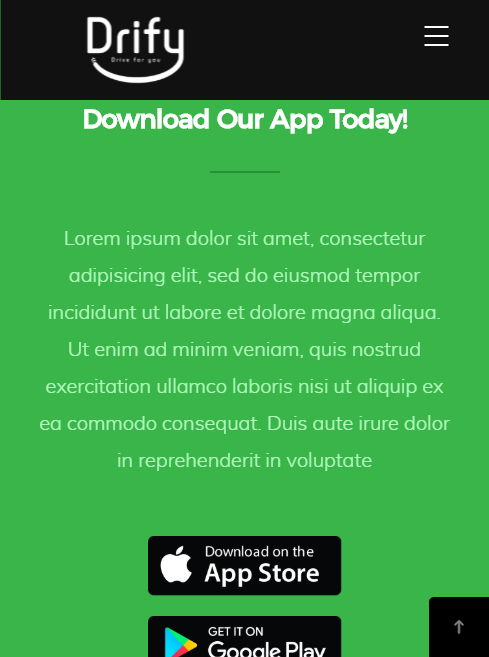 Drify
Drive for you
Download Our App Today!
Lorem ipsum dolor sit amet, consectetur
adipisicing elit, sed do eiusmod tempor
incididunt ut labore et dolore magna aliqua.
Ut enim ad minim veniam, quis nostrud
exercitation ullamco laboris nisi ut aliquip ex
ea commodo consequat. Duis aute irure dolor
in reprehenderit in voluptate
Download on the
App Store
GET IT ON
Google Play